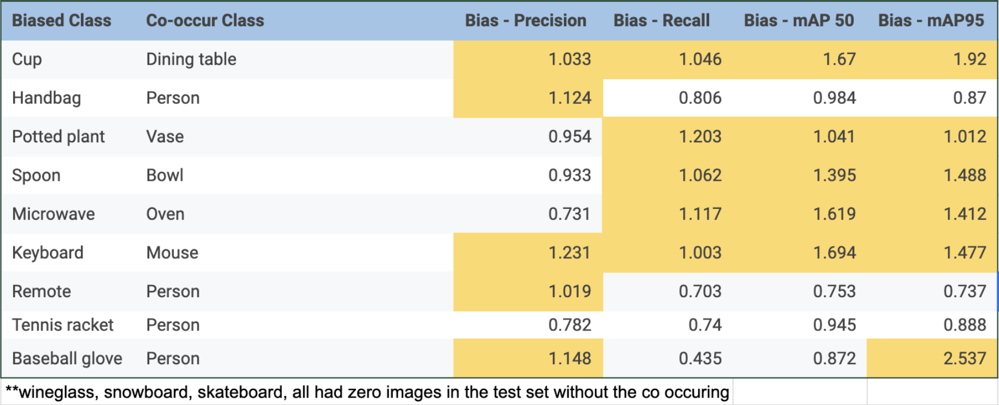 Biased Class Co-occur Class Bias - Precision Bias - Recall Bias - mAP 50 Bias - mAP95
Cup Dining table 1.033 1.046 1.67 1.92
Handbag Person 1.124 0.806 0.984 0.87
Potted plant Vase 0.954 1.203 1.041 1.012
Spoon Bowl 0.933 1.062 1.395 1.488
Microwave Oven 0.731 1.117 1.619 1.412
Keyboard Mouse 1.231 1.003 1.694 1.477
Remote Person 1.019 0.703 0.753 0.737
Tennis racket Person 0.782 0.74 0.945 0.888
Baseball glove Person 1.148 0.435 0.872 2.537
**wineglass, snowboard, skateboard, all had zero images in the test set without the co occuring